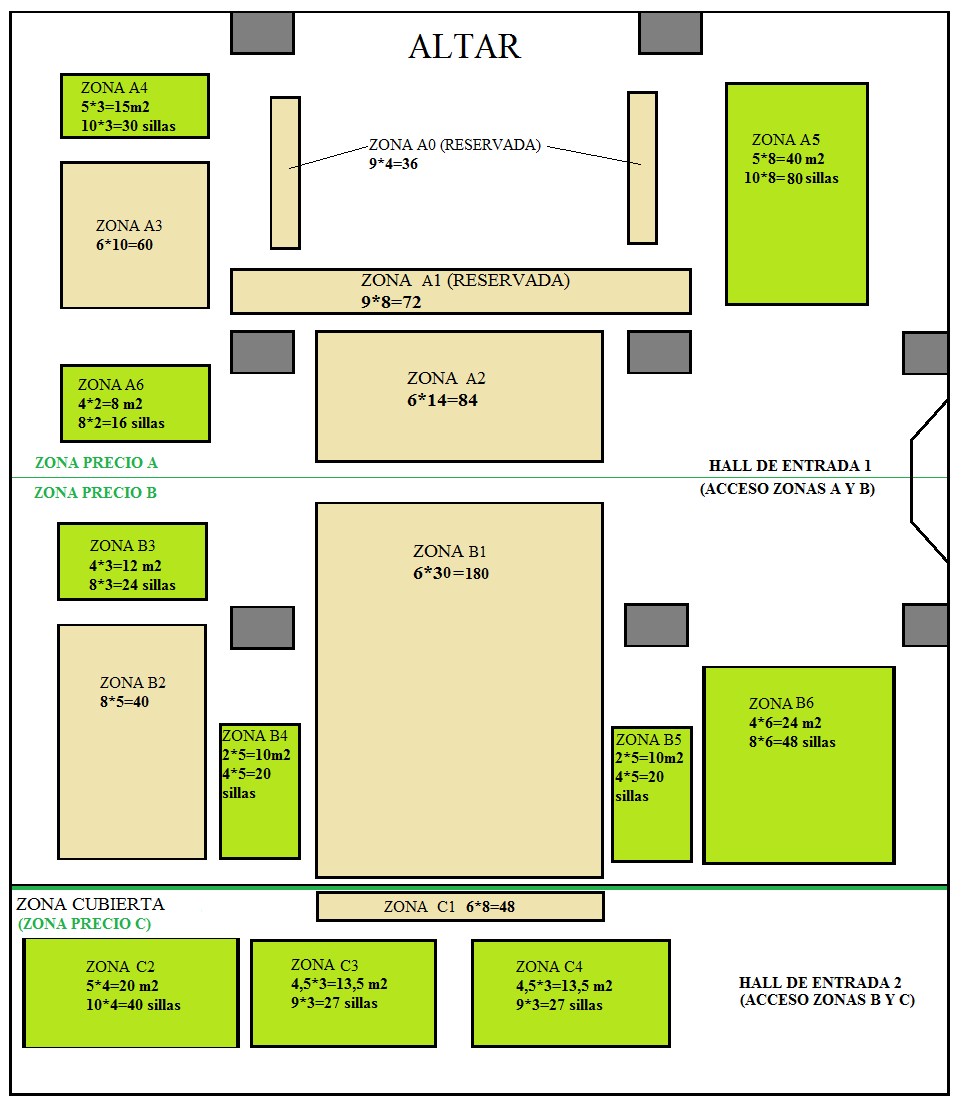 ALTAR
ZONA A4
5*3=15m2
10*3=30 sillas
ZONA A0 (RESERVADA)
9*4=36
ZONA A5
5*8=40 m2
10*8=80 sillas
ZONA A3
6*10=60
ZONA A1 (RESERVADA)
9*8=72
ZONA A2
6*14=84
ZONA A6
4*2=8 m2
8*2=16 sillas
ZONA PRECIO A
HALL DE ENTRADA 1
(ACCESO ZONAS A Y B)
ZONA PRECIO B
ZONA B3
4*3=12 m2
8*3=24 sillas
ZONA B1
6*30=180
ZONA B2
8*5=40
ZONA B4
2*5=10m2
4*5=20
sillas
ZONA B5
2*5=10m2
4*5=20
sillas
ZONA B6
4*6=24 m2
8*6=48 sillas
ZONA CUBIERTA
(ZONA PRECIO C)
ZONA C1 6*8=48
ZONA C2
5*4=20 m2
10*4=40 sillas
ZONA C3
4,5*3=13,5 m2
9*3=27 sillas
ZONA C4
4,5*3=13,5 m2
9*3=27 sillas
HALL DE ENTRADA 2
(ACCESO ZONAS B Y C)